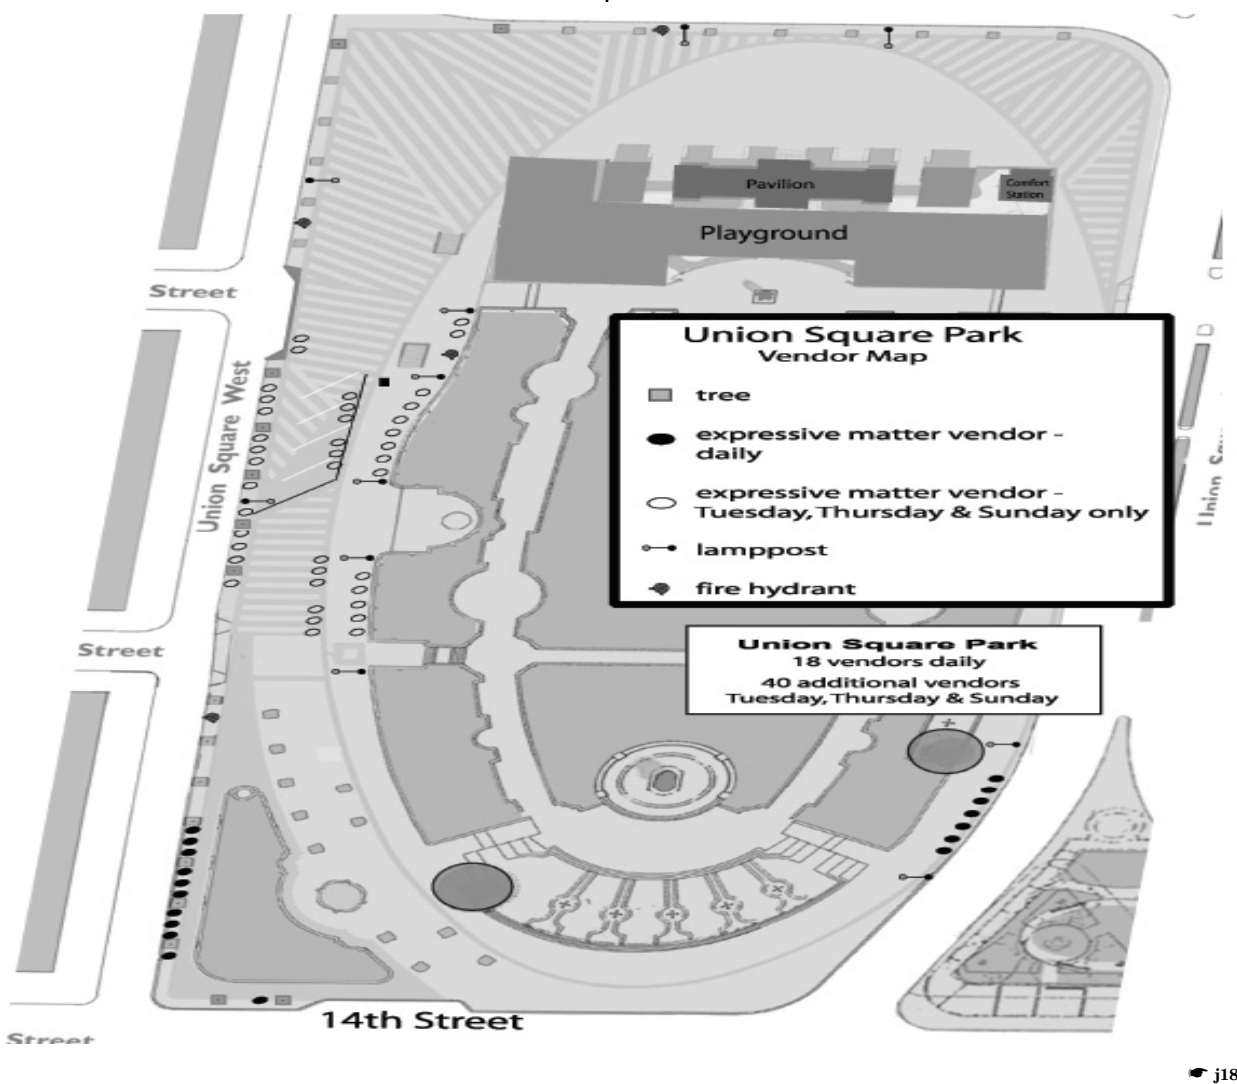 Pavilion
Comfort
Station
Playground
Street
Union Square Park
Vendor Map
tree
expressive matter vendor -
daily
expressive matter vendor -
Tuesday, Thursday & Sunday only
lamppost
fire hydrant
Union Square West
Street
Union Square Park
18 vendors daily
40 additional vendors
Tuesday, Thursday & Sunday
14th Street
Street
☛ j18